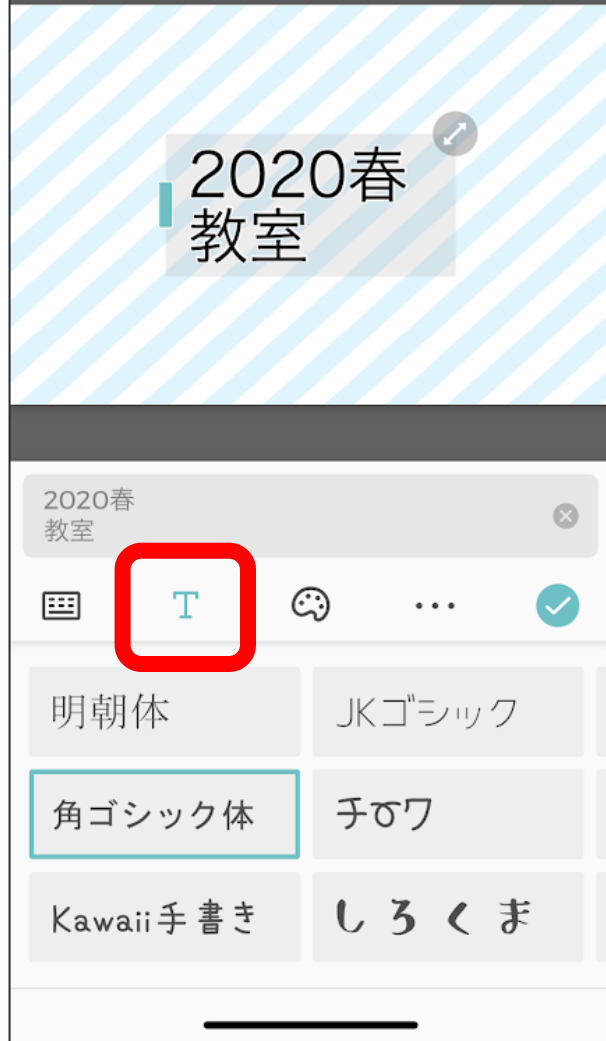 2020春
教室
2020春
教室
T
明朝体
JKゴシック
角ゴシック体
チョワ
Kawaii手書き
しろくま